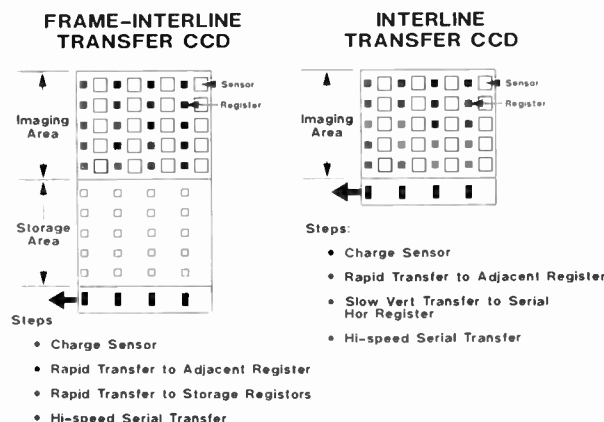 FRAME-INTERLINE
TRANSFER CCD
Sensor
Register
Imaging
Area
Storage
Area
Steps
• Charge Sensor
• Rapid Transfer to Adjacent Register
• Rapid Transfer to Storage Registors
• Hi-speed Serial Transfer
INTERLINE
TRANSFER CCD
Sensor
Register
Imaging
Area
Steps:
• Charge Sensor
• Rapid Transfer to Adjacent Register
• Slow Vert Transfer to Serial
Hor Register
• Hi-speed Serial Transfer